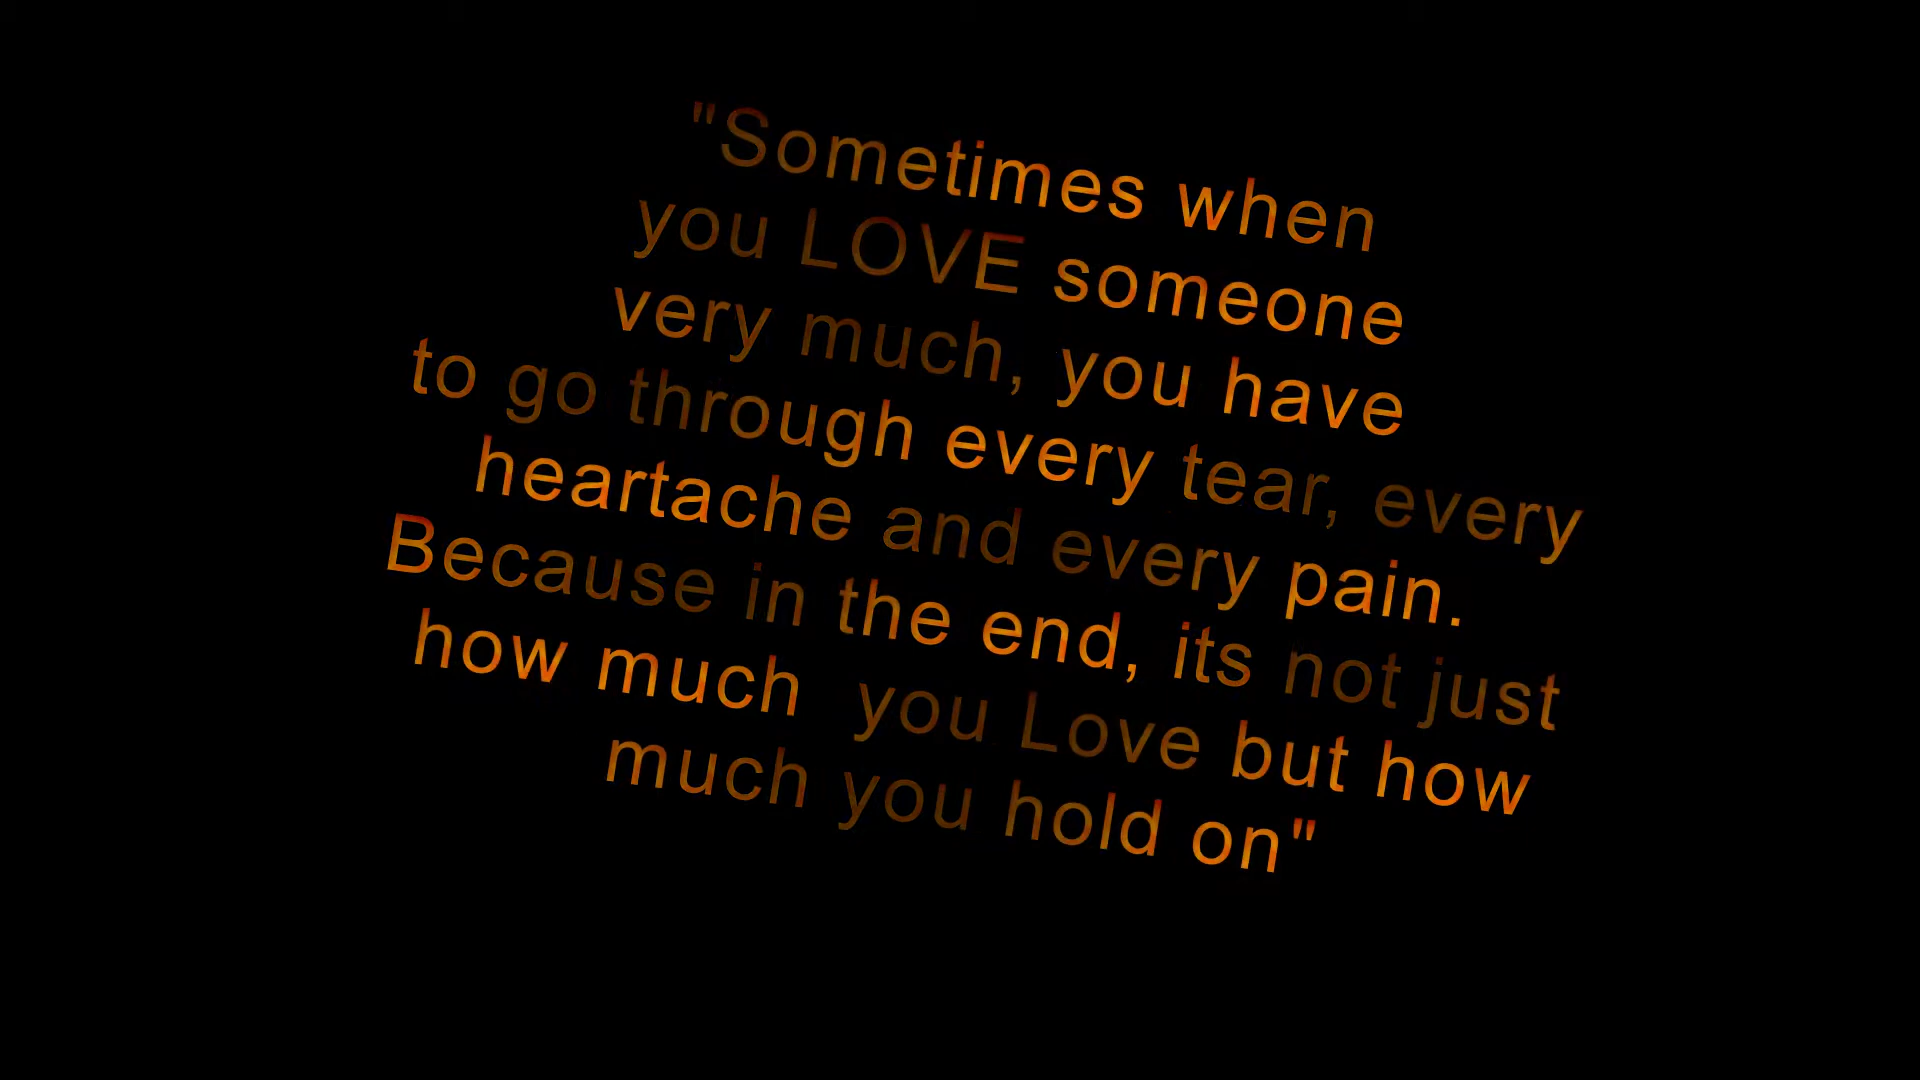 "Sometimes when
you LOVE someone
very much, you have
to go through every tear, every
heartache and every pain.
Because in the end, its not just
how much  you Love but how
much you hold on"